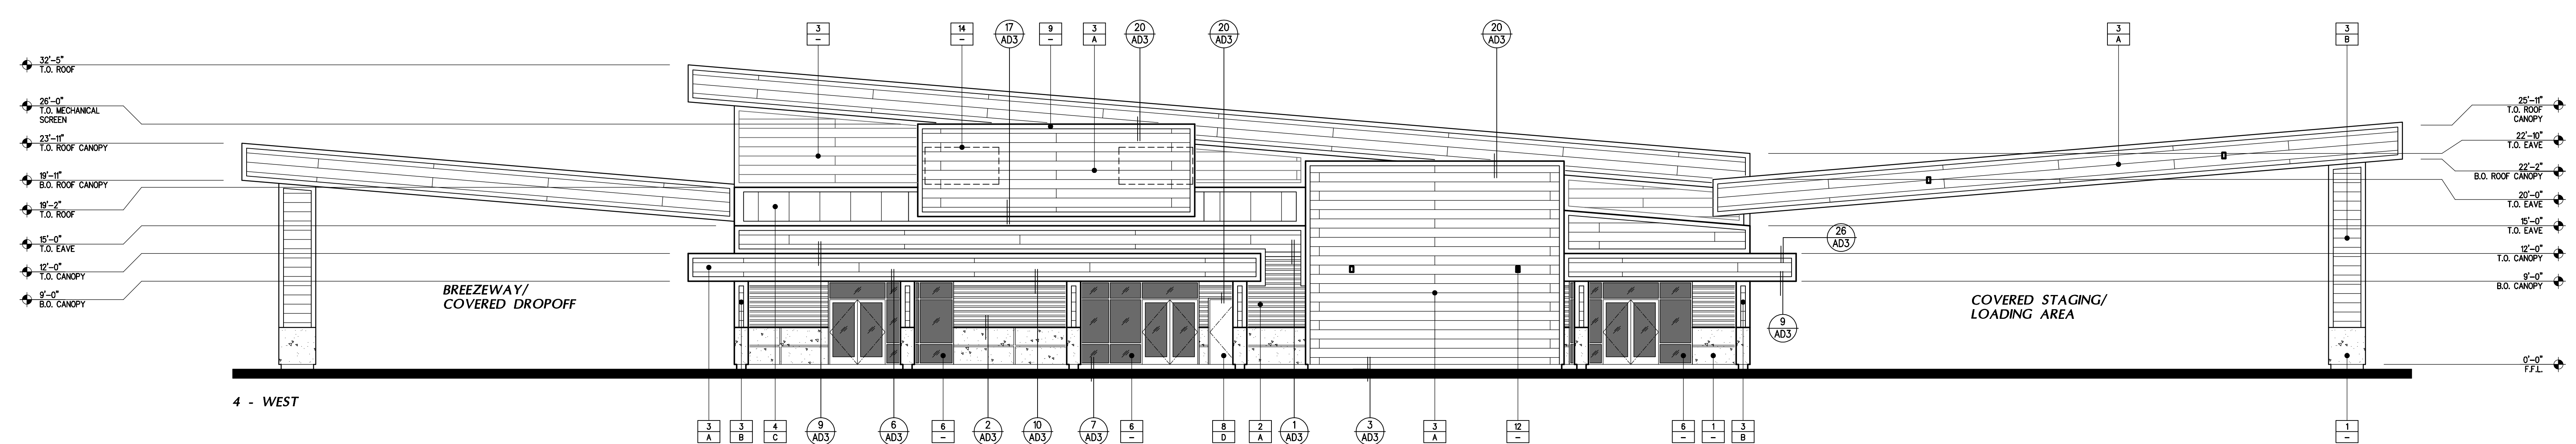 3
-
14
-
17
AD3
9
-
3
A
20
AD3
20
AD3
20
AD3
3
A
3
B
32'-5"
T.O. ROOF
26'-0"
T.O. MECHANICAL
SCREEN
23'-11"
T.O. ROOF CANOPY
19'-11"
B.O. ROOF CANOPY
19'-2"
T.O. ROOF
15'-0"
T.O. EAVE
12'-0"
T.O. CANOPY
9'-0"
B.O. CANOPY
BREEZEWAY/
COVERED DROPOFF
26
AD3
9
AD3
COVERED STAGING/
LOADING AREA
25'-11"
T.O. ROOF
CANOPY
22'-10"
T.O. EAVE
22'-2"
B.O. ROOF CANOPY
20'-0"
T.O. EAVE
15'-0"
T.O. EAVE
12'-0"
T.O. CANOPY
9'-0"
B.O. CANOPY
0'-0"
F.F.L.
4 - WEST
3
A
3
B
4
C
9
AD3
6
AD3
6
-
2
AD3
10
AD3
7
AD3
6
-
8
D
2
A
1
AD3
3
AD3
3
A
12
-
6
-
1
-
3
B
1
-